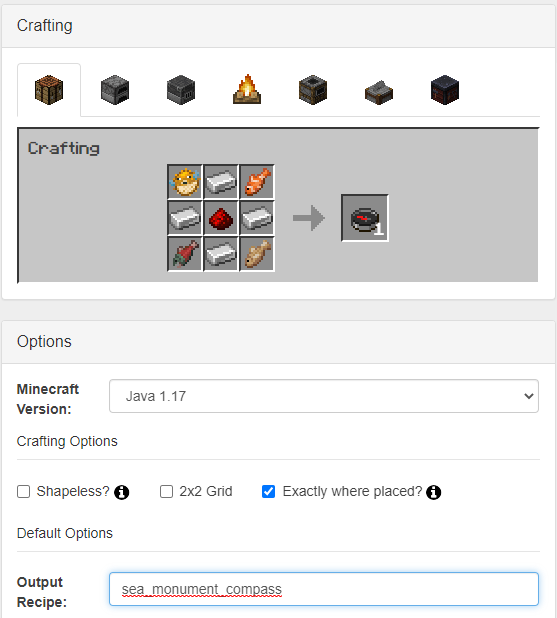 Crafting
Crafting
1
Options
Minecraft
Version:
Java 1.17
Crafting Options
Shapeless?
2x2 Grid
Exactly where placed?
Default Options
Output
Recipe:
sea_monument_compass